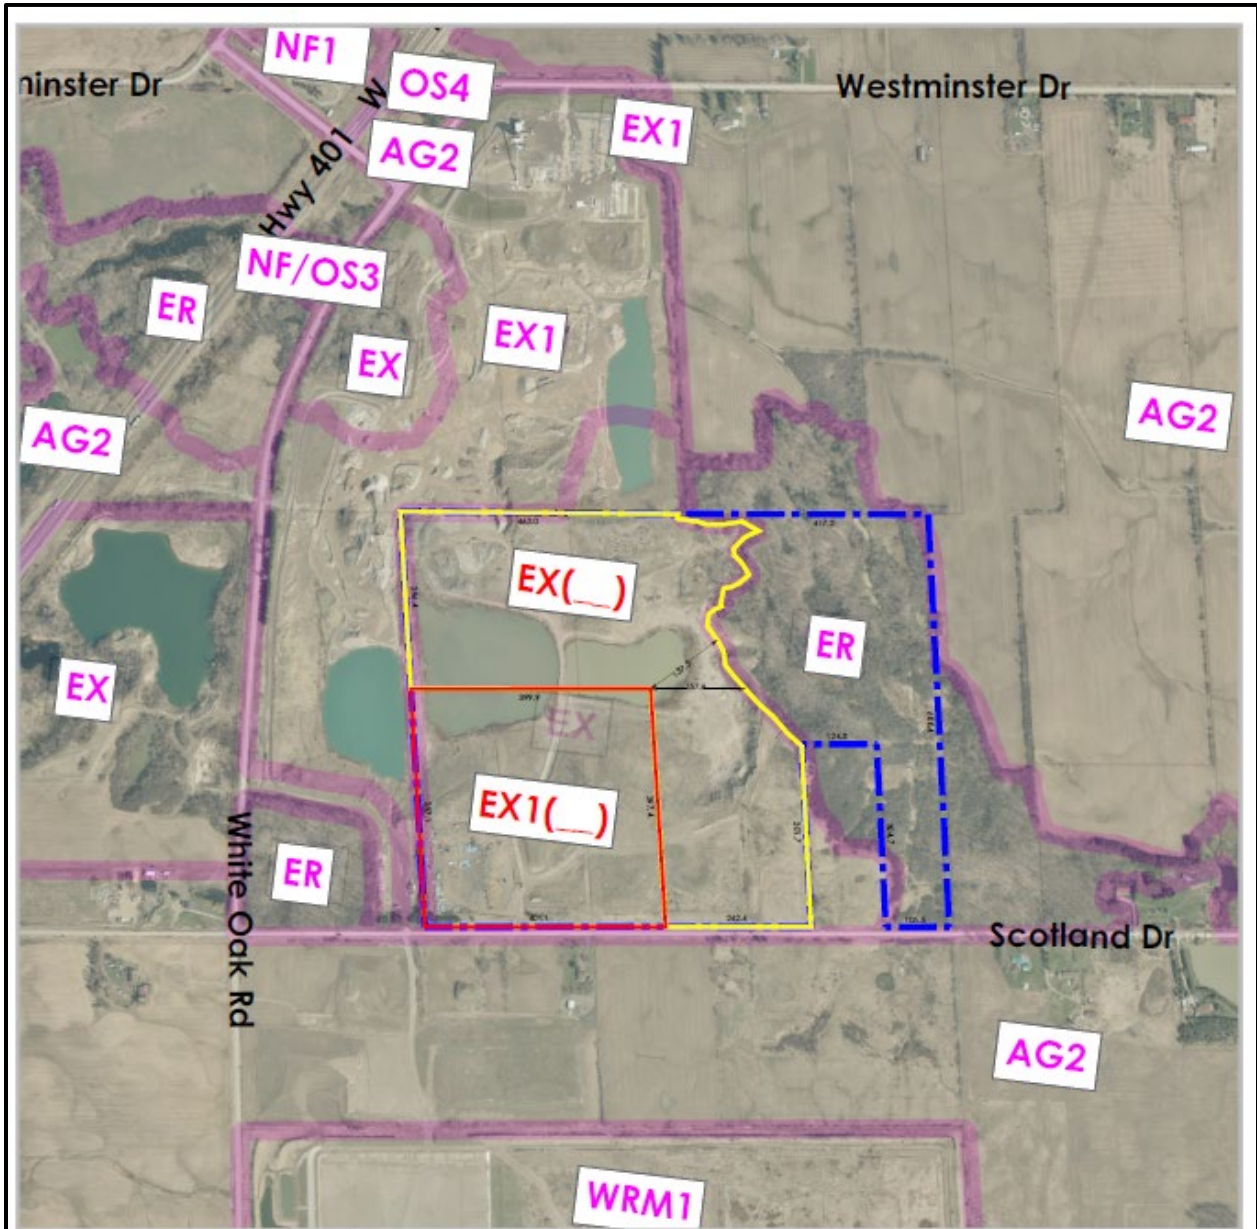 NF1
OS4
minster Dr
W
Westminster Dr
EX1
AG2
Hwy 401
NF/OS3
ER
EX1
EX
AG2
AG2
EX(__)
ER
EX
EX
EX1(__)
White Oak Rd
ER
Scotland Dr
AG2
WRM1